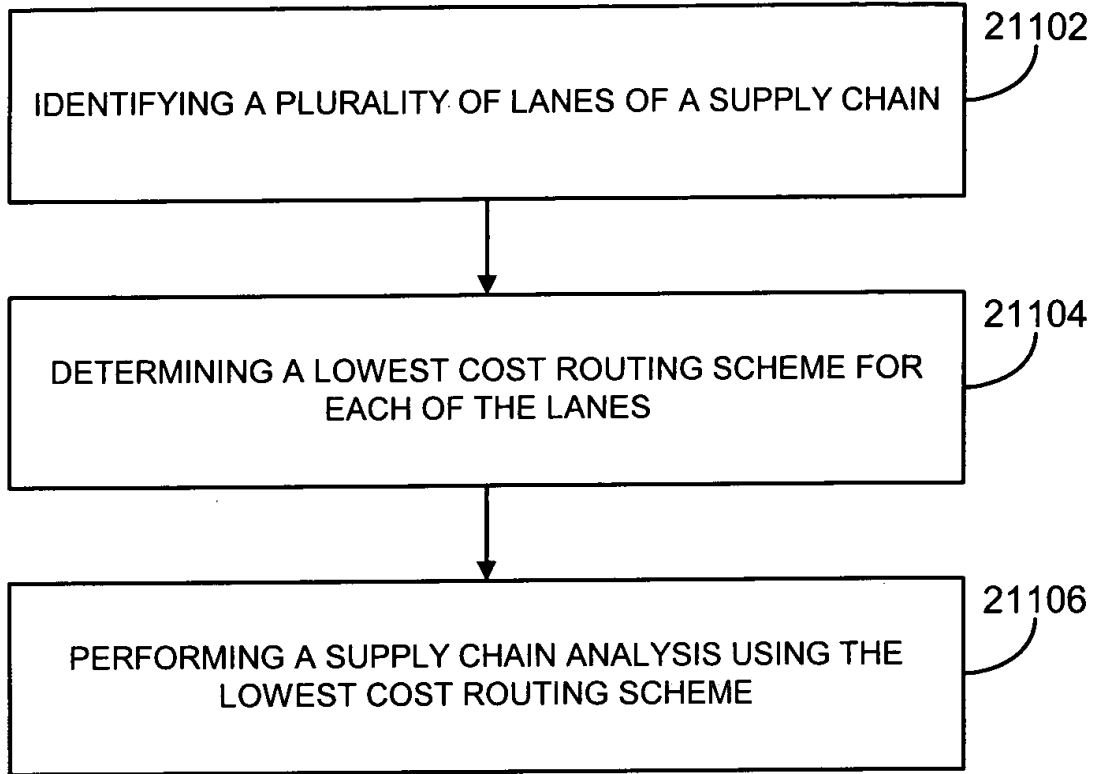 21102
IDENTIFYING A PLURALITY OF LANES OF A SUPPLY CHAIN
21104
DETERMINING A LOWEST COST ROUTING SCHEME FOR
EACH OF THE LANES
21106
PERFORMING A SUPPLY CHAIN ANALYSIS USING THE
LOWEST COST ROUTING SCHEME